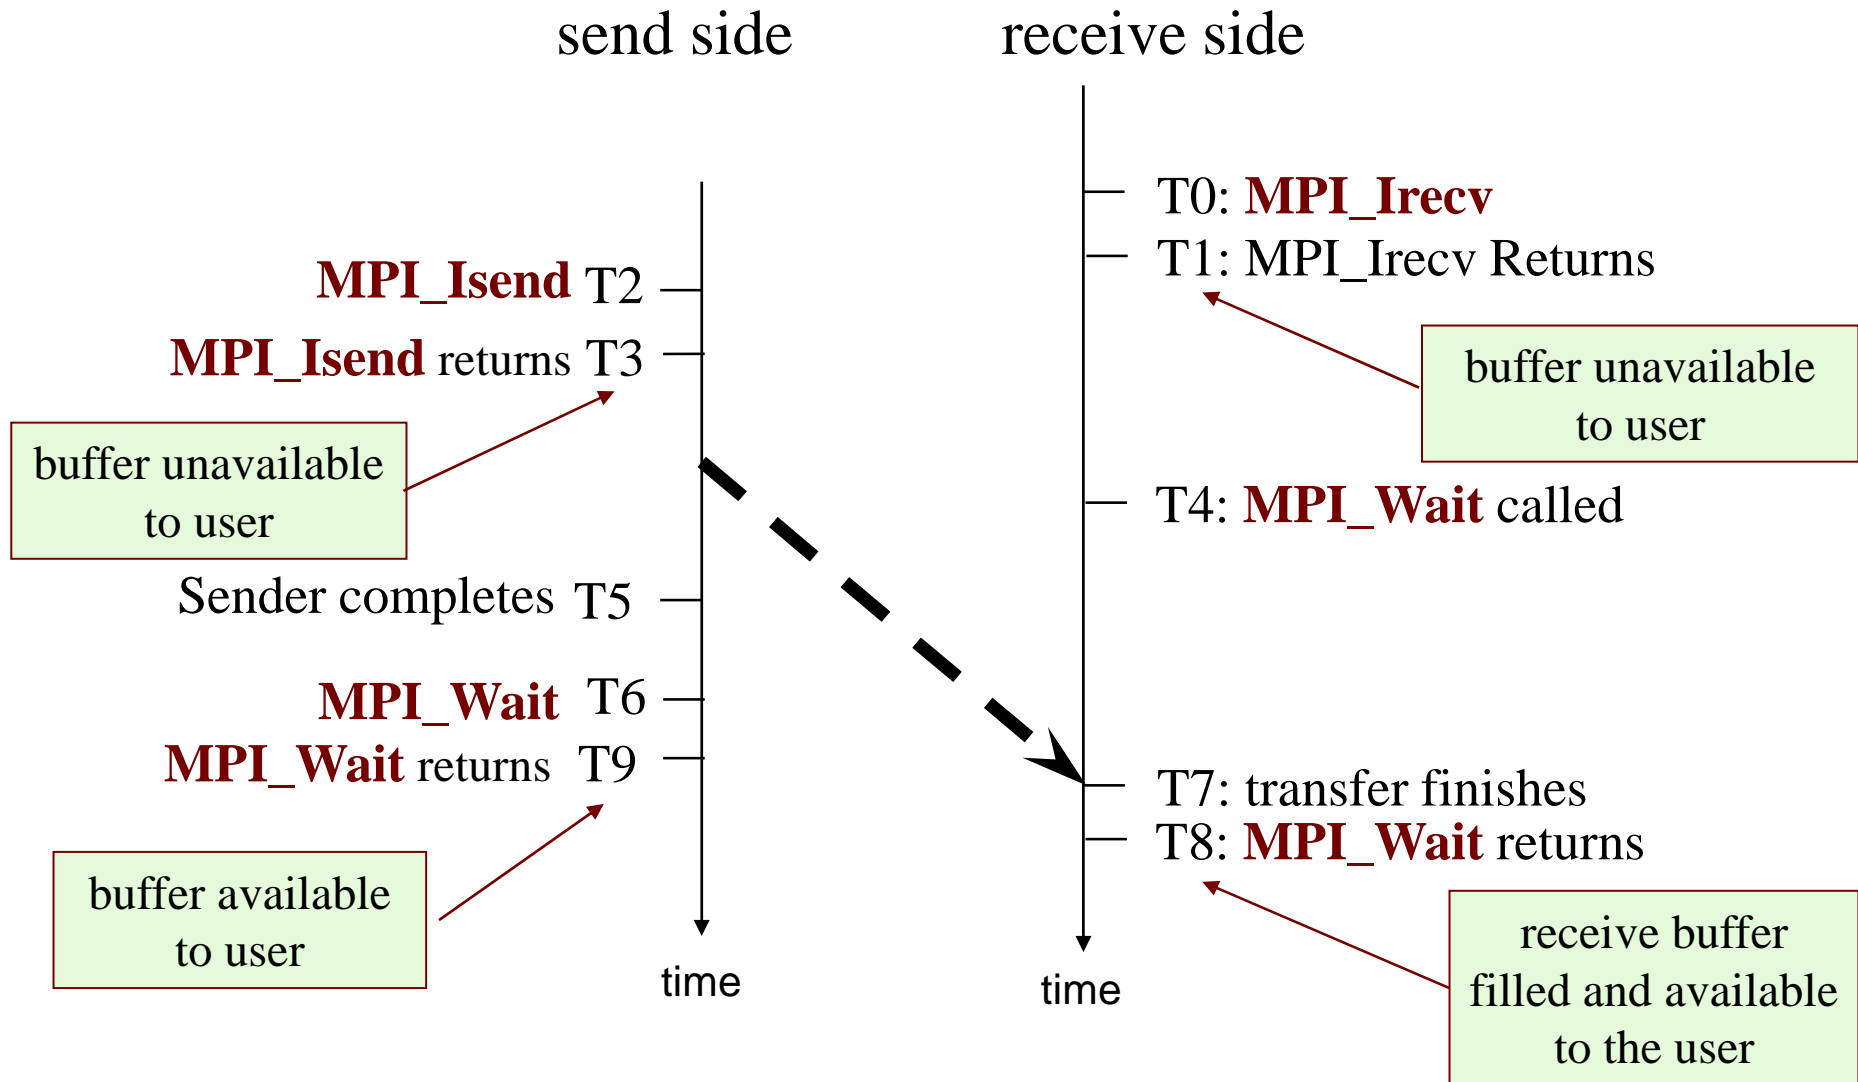 send side
receive side
T0: MPI_Irecv
T1: MPI_Irecv Returns
MPI_Isend T2
MPI_Isend returns T3
buffer unavailable
to user
buffer unavailable
to user
T4: MPI_Wait called
Sender completes T5
MPI_Wait T6
MPI_Wait returns T9
T7: transfer finishes
T8: MPI_Wait returns
buffer available
to user
receive buffer
filled and available
to the user
time
time